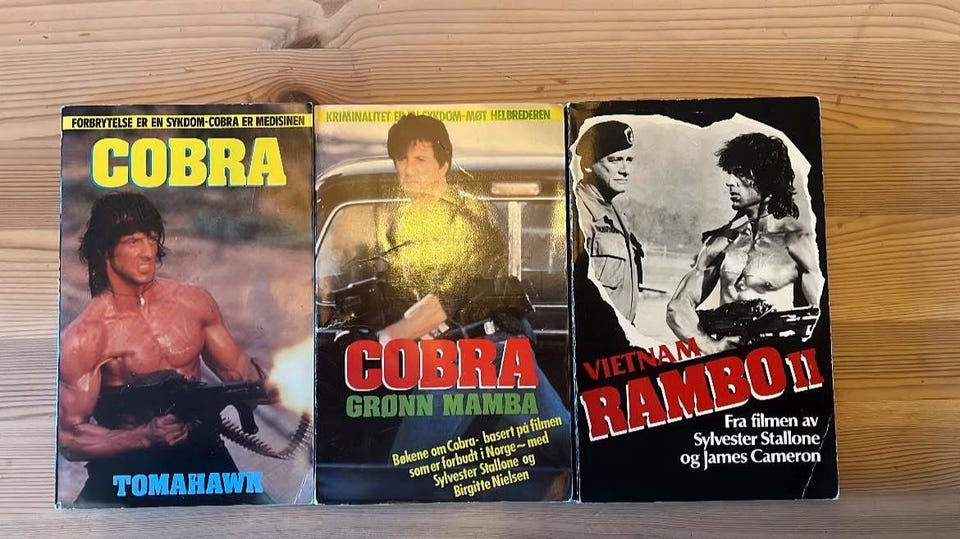 FORBRYTELSE ER EN SYKDOM-COBRA ER MEDISINEN
COBRA
TOMAHAWK
KRIMINALITET ER EN SYKDOM-MØT HELBREDEREN
COBRA
GRØNN MAMBA
Bøkene om Cobra- basert på filmen
som er forbudt i Norge~med
Sylvester Stallone og
Birgitte Nielsen
VIETNAM
RAMBO II
Fra filmen av
Sylvester Stallone
og James Cameron